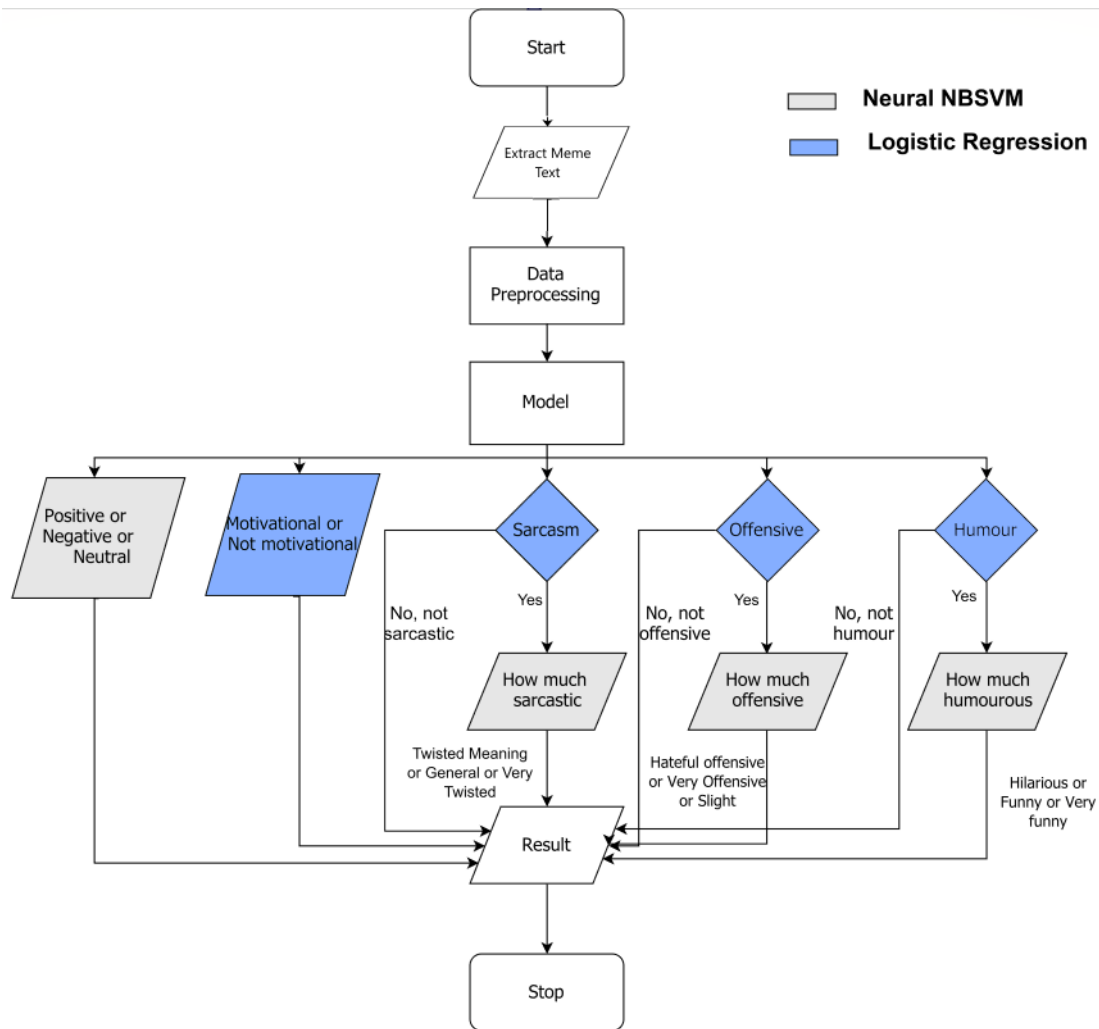 Start
Neural NBSVM
Logistic Regression
Extract Meme
Text
Data
Preprocessing
Model
Positive or
Negative or
Neutral
Motivational or
Not motivational
Sarcasm
Offensive
Humour
Yes
No, not
sarcastic
Yes
No, not
offensive
Yes
No, not
humour
How much
sarcastic
How much
offensive
How much
humourous
Twisted Meaning
or General or Very
Twisted
Hateful offensive
or Very Offensive
or Slight
Hilarious or
Funny or Very
funny
Result
Stop